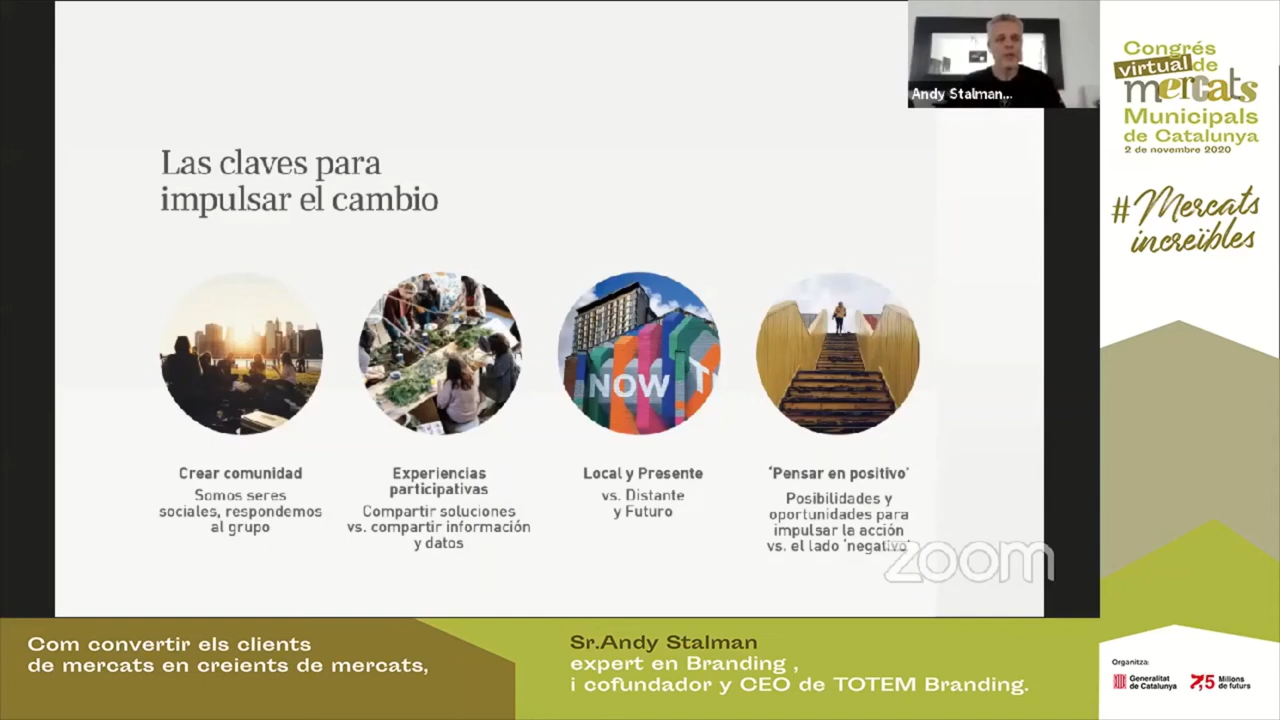 Las claves para
impulsar el cambio
NOW
Crear comunidad
Somos seres
sociales, respondemos
al grupo
Experiencias
participativas
Compartir soluciones
vs. compartir información
y datos
Local y Presente
vs. Distante
y Futuro
‘Pensar en positivo’
Posibilidades y
oportunidades para
impulsar la acción
vs. el lado ‘negativo’
zoom
Andy Stalman...
Congrés
virtual de
mercats
Municipals
de Catalunya
2 de novembre 2020
#Mercats
increïbles
Com convertir els clients
de mercats en creients de mercats,
Sr.Andy Stalman
expert en Branding ,
i cofundador y CEO de TOTEM Branding.
Organitza:
Generalitat
de Catalunya
7,5 Milions
de futurs